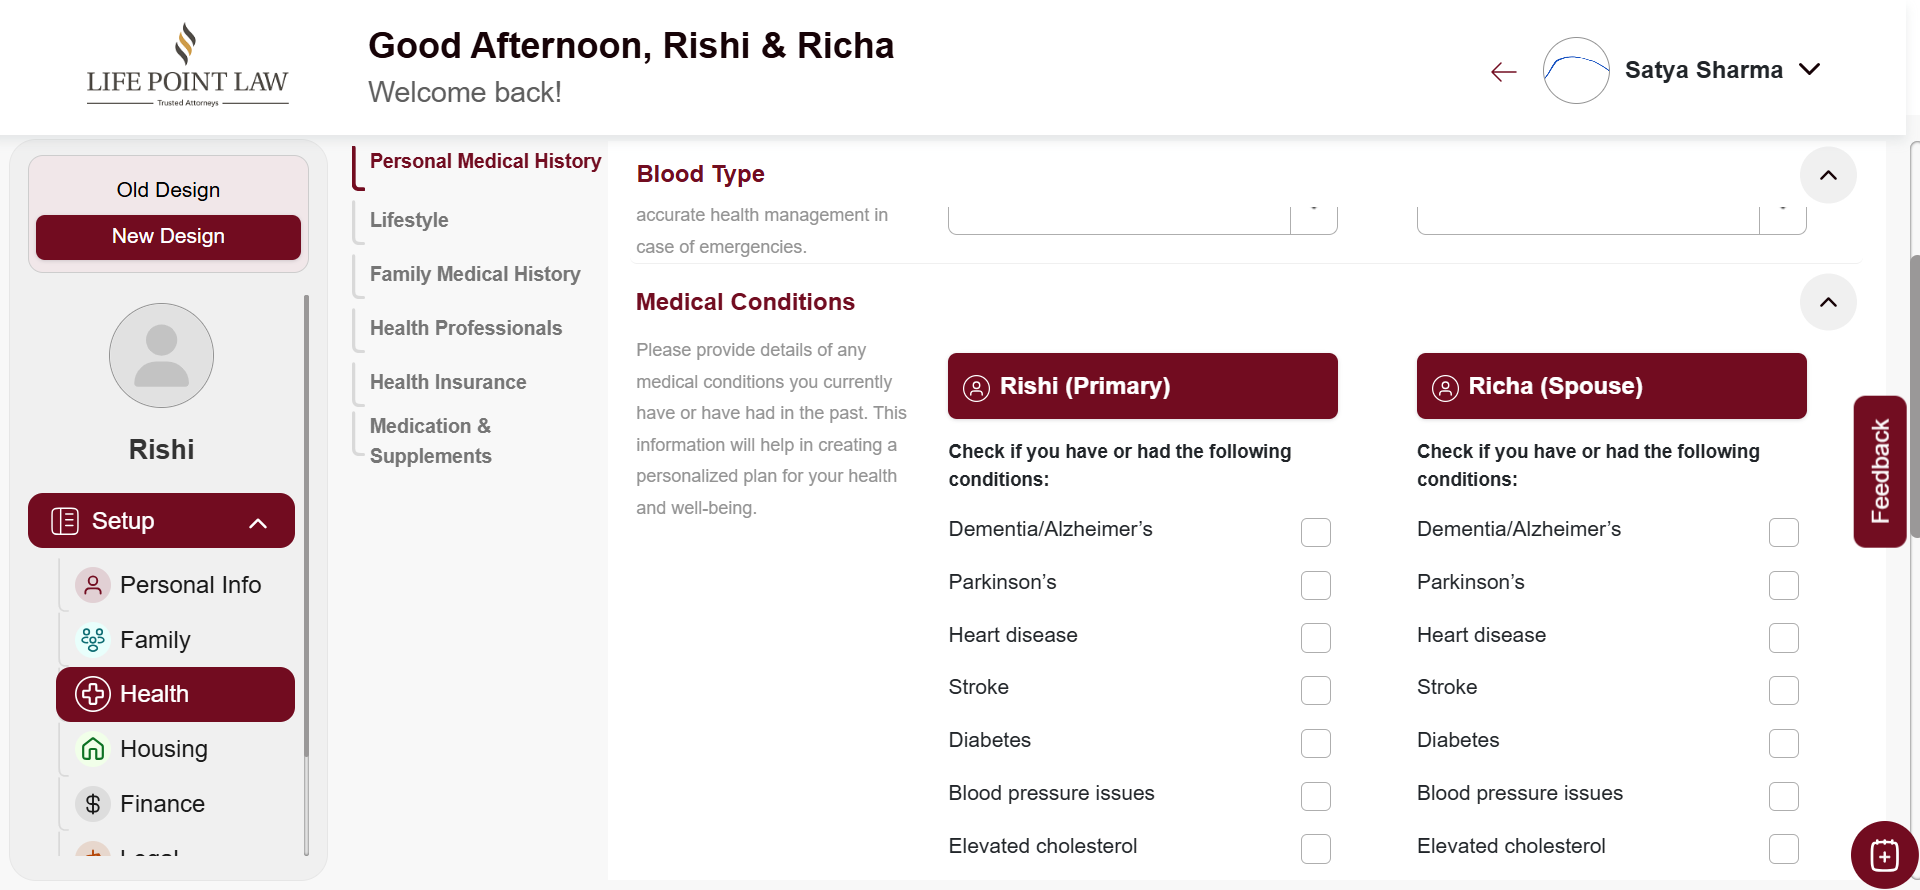 LIFE POINT LAW
Trusted Attorneys
Good Afternoon, Rishi & Richa
Welcome back!
Satya Sharma
Old Design
New Design
Rishi
Setup
Personal Info
Family
Health
Housing
Finance
Personal Medical History
Lifestyle
Family Medical History
Health Professionals
Health Insurance
Medication &
Supplements
Blood Type
accurate health management in
case of emergencies.
Medical Conditions
Please provide details of any
medical conditions you currently
have or have had in the past. This
information will help in creating a
personalized plan for your health
and well-being.
Rishi (Primary)
Check if you have or had the following
conditions:
Dementia/Alzheimer’s
Parkinson’s
Heart disease
Stroke
Diabetes
Blood pressure issues
Elevated cholesterol
Richa (Spouse)
Check if you have or had the following
conditions:
Dementia/Alzheimer’s
Parkinson’s
Heart disease
Stroke
Diabetes
Blood pressure issues
Elevated cholesterol
Feedback